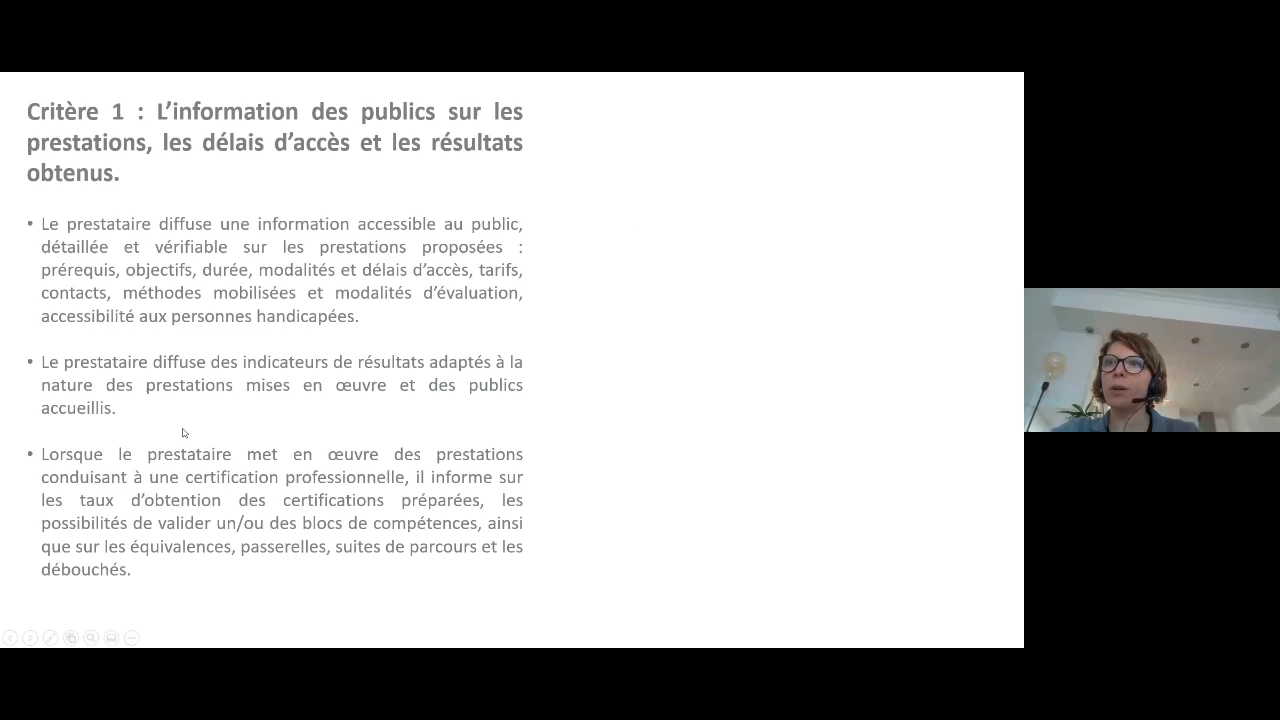 Critère 1 : L’information des publics sur les
prestations, les délais d’accès et les résultats
obtenus.
• Le prestataire diffuse une information accessible au public,
détaillée et vérifiable sur les prestations proposées :
prérequis, objectifs, durée, modalités et délais d’accès, tarifs,
contacts, méthodes mobilisées et modalités d’évaluation,
accessibilité aux personnes handicapées.
• Le prestataire diffuse des indicateurs de résultats adaptés à la
nature des prestations mises en œuvre et des publics
accueillis.
• Lorsque le prestataire met en œuvre des prestations
conduisant à une certification professionnelle, il informe sur
les taux d’obtention des certifications préparées, les
possibilités de valider un/ou des blocs de compétences, ainsi
que sur les équivalences, passerelles, suites de parcours et les
débouchés.